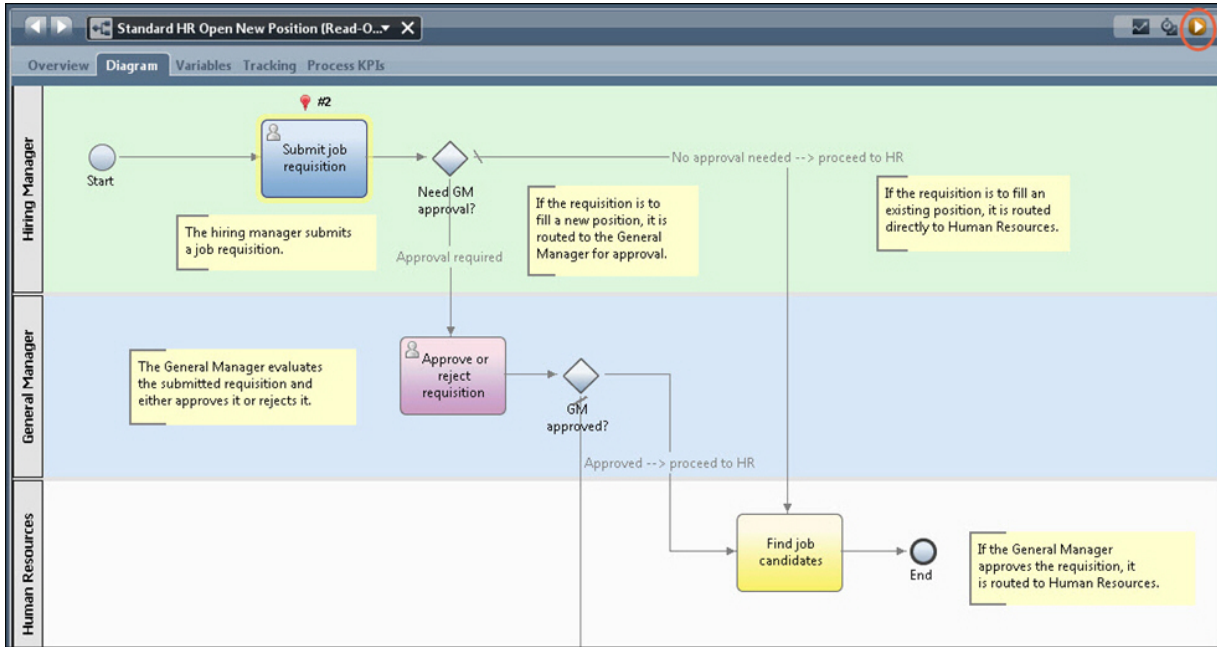 Standard HR Open New Position (Read-O...
Overview Diagram Variables Tracking Process KPIs
Hiring Manager
#2
Start
Submit job
requisition
Need GM
approval?
No approval needed --> proceed to HR
The hiring manager submits
a job requisition.
Approval required
If the requisition is to
fill a new position, it is
routed to the General
Manager for approval.
If the requisition is to fill an
existing position, it is routed
directly to Human Resources.
General Manager
The General Manager evaluates
the submitted requisition and
either approves it or rejects it.
Approve or
reject
requisition
GM
approved?
Approved --> proceed to HR
Human Resources
Find job
candidates
End
If the General Manager
approves the requisition, it
is routed to Human Resources.